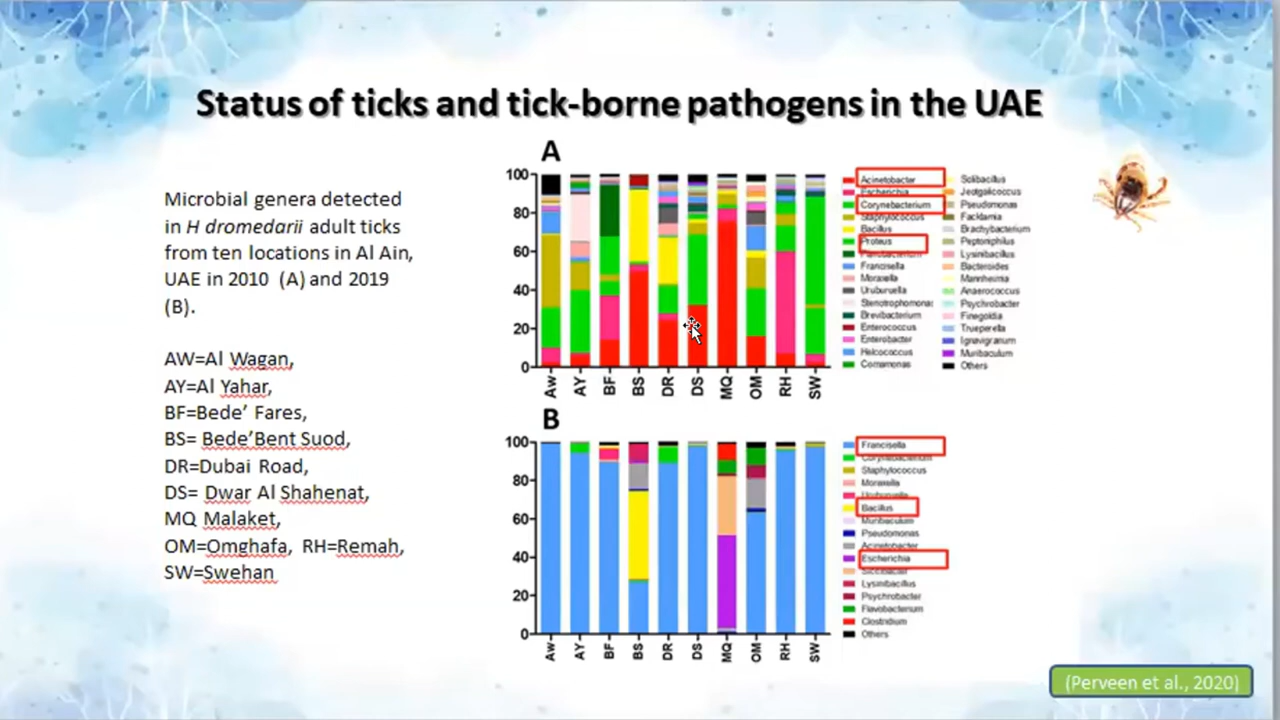 Status of ticks and tick-borne pathogens in the UAE
Microbial genera detected
in H dromedarii adult ticks
from ten locations in Al Ain,
UAE in 2010 (A) and 2019
(B).
AW=Al Wagan,
AY=Al Yahar,
BF=Bede’ Fares,
BS= Bede’Bent Suod,
DR=Dubai Road,
DS= Dwar Al Shahenat,
MQ Malaket,
OM=Omghafa, RH=Remah,
SW=Swehan
A
100
80
60
40
20
0
Aw AY BF BS DR DS MQ OM RH SW
Acinetobacter
Escherichia
Corynebacterium
Staphylococcus
Bacillus
Proteus
Francisella
Moraxella
Uruburuella
Stenotrophomonas
Brevibacterium
Enterococcus
Enterobacter
Helcococcus
Comamonas
Solibacillus
Jeotgalicoccus
Pseudomonas
Facklamia
Brachybacterium
Peptoniphilus
Lysinibacillus
Bacteroides
Mannheimia
Anaerococcus
Psychrobacter
Finegoldia
Trueperella
Ignavigranum
Muribaculum
Others
B
100
80
60
40
20
0
Aw AY BF BS DR DS MQ OM RH SW
Francisella
Corynebacterium
Staphylococcus
Moraxella
Uruburuella
Bacillus
Muribaculum
Pseudomonas
Acinetobacter
Escherichia
Lysinibacillus
Psychrobacter
Flavobacterium
Clostridium
Others
(Perveen et al., 2020)